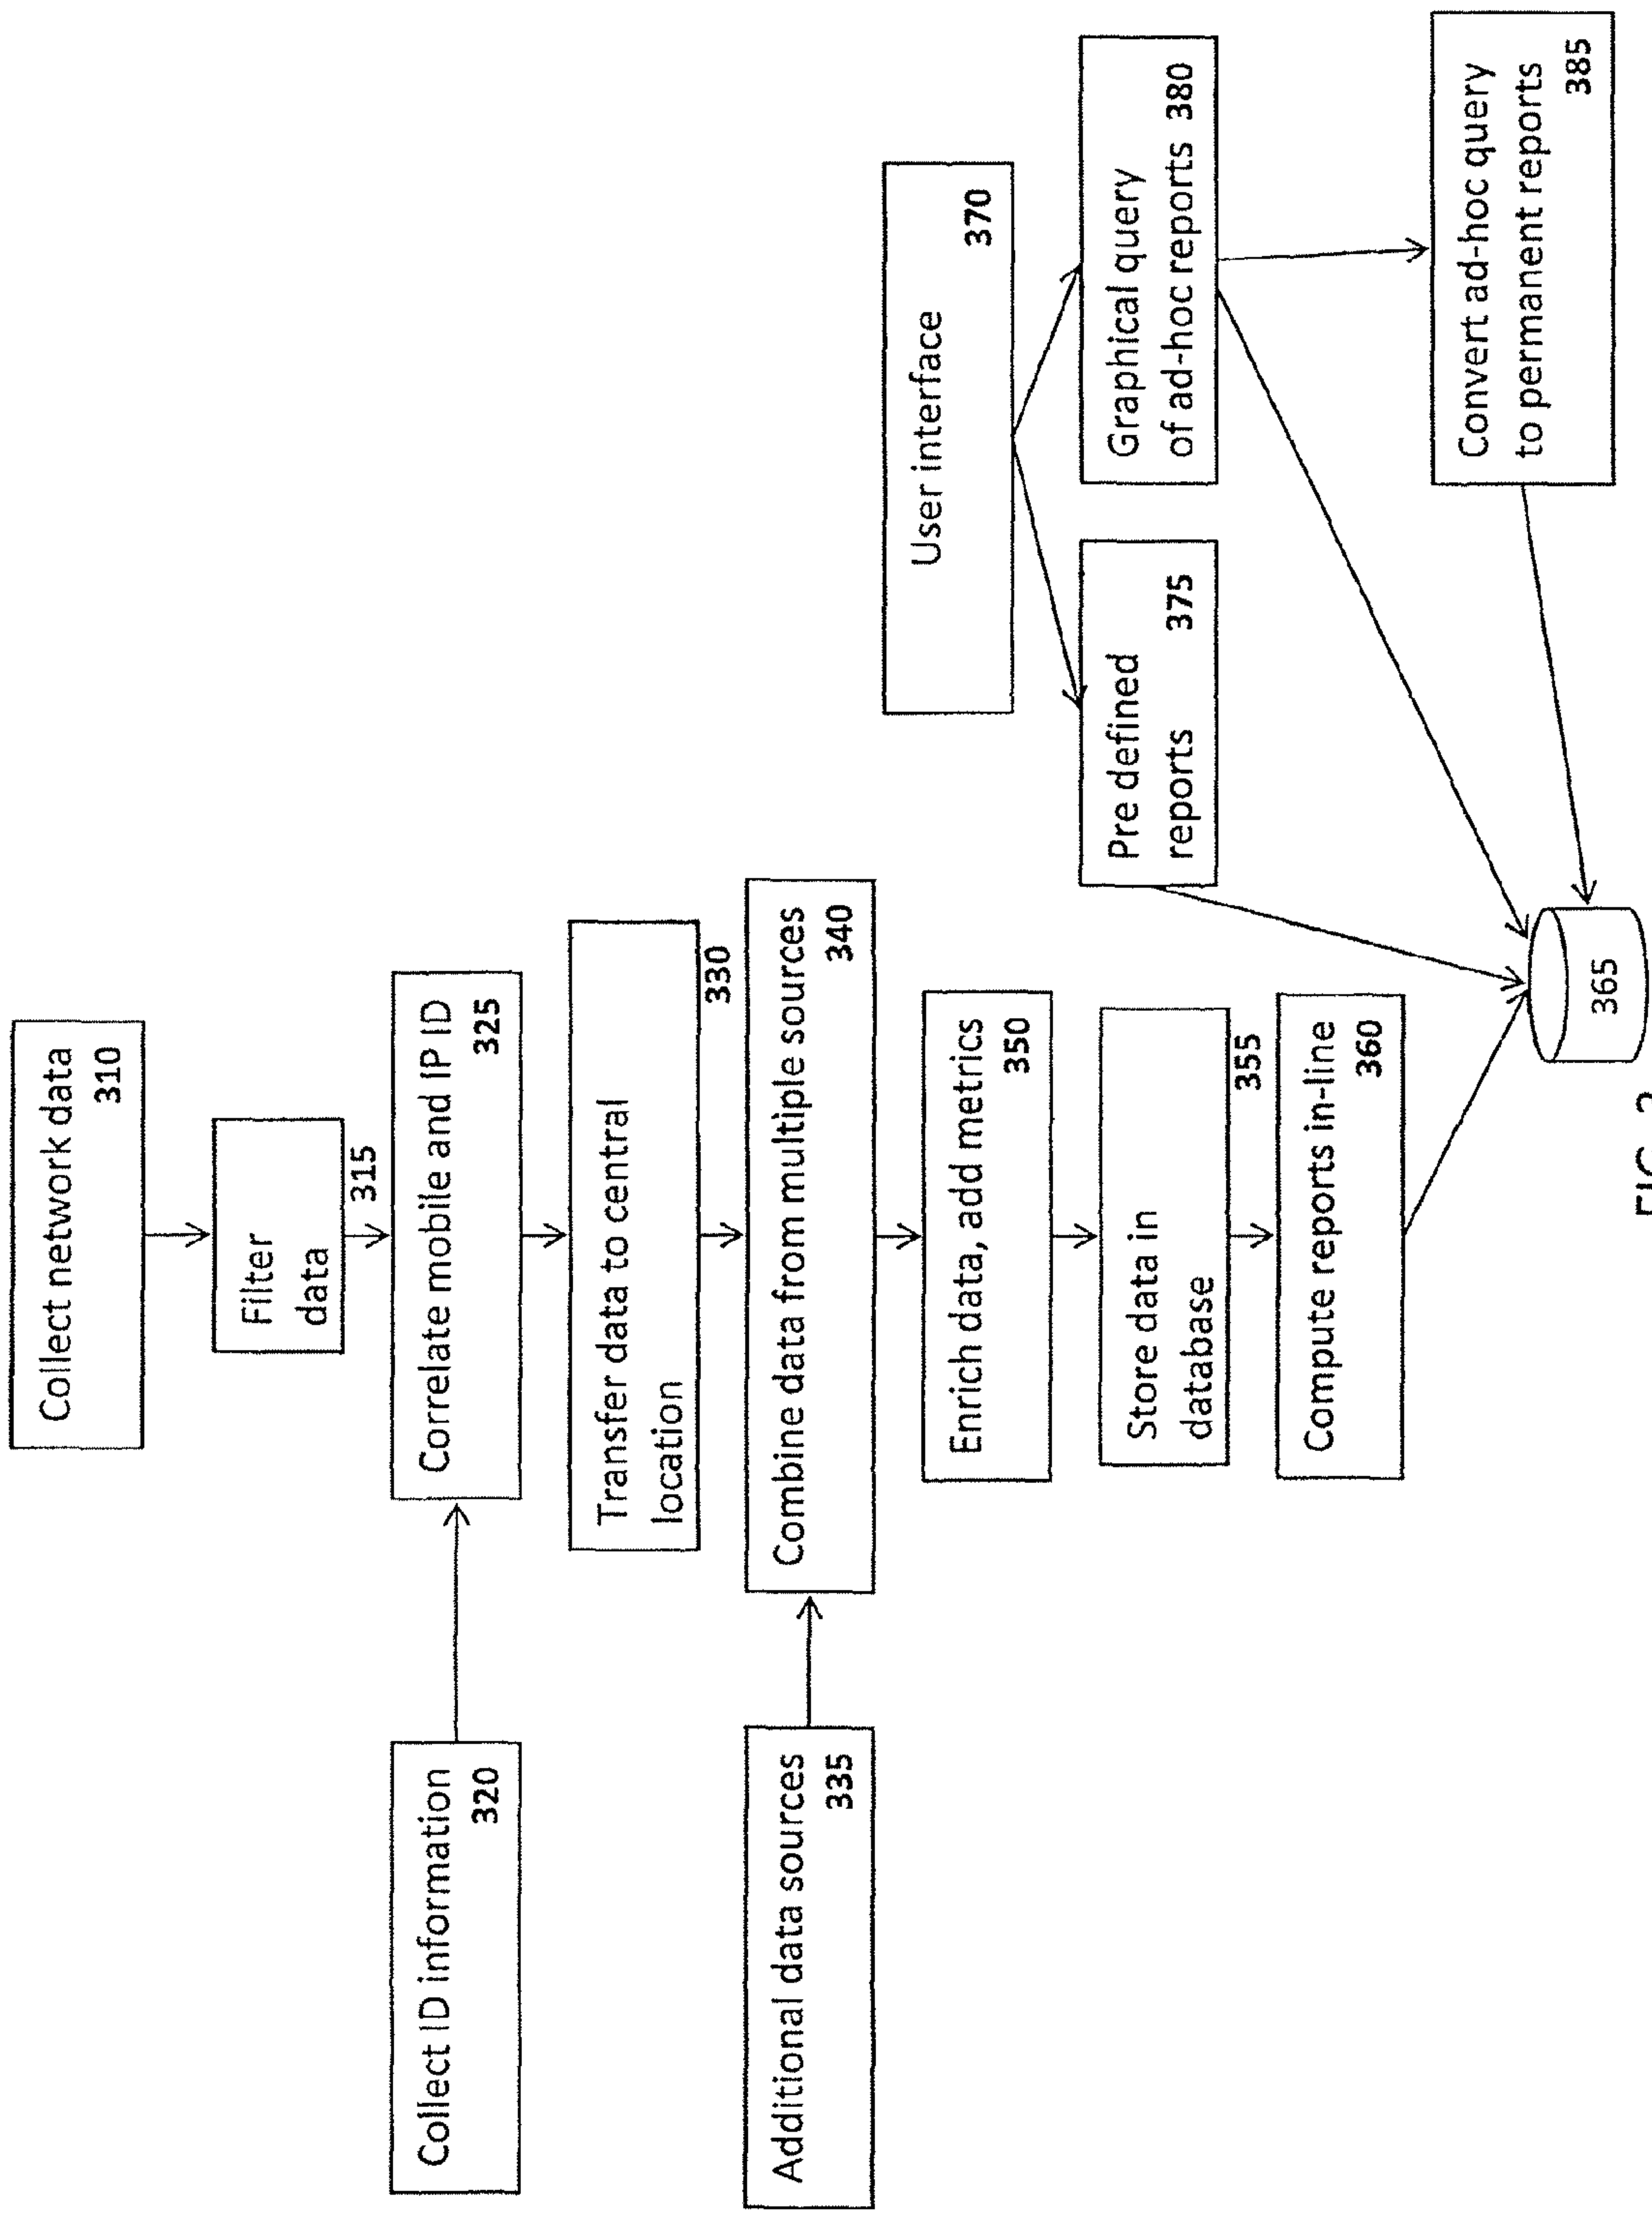 Collect network data
310
Filter
data
315
Collect ID information
320
Correlate mobile and IP ID
325
Transfer data to central
location
330
Additional data sources
335
Combine data from multiple sources
340
Enrich data, add metrics
350
Store data in
database
355
Compute reports in-line
360
User interface
370
Pre defined
reports 375
Graphical query
of ad-hoc reports 380
Convert ad-hoc query
to permanent reports
385
365
FIG.